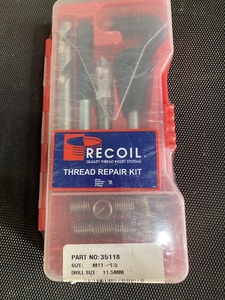 RECOIL
QUALITY THREAD INSERT SYSTEMS
THREAD REPAIR KIT
PART NO: 35118
SIZE: M11-1.5
DRILL SIZE 11.5MM